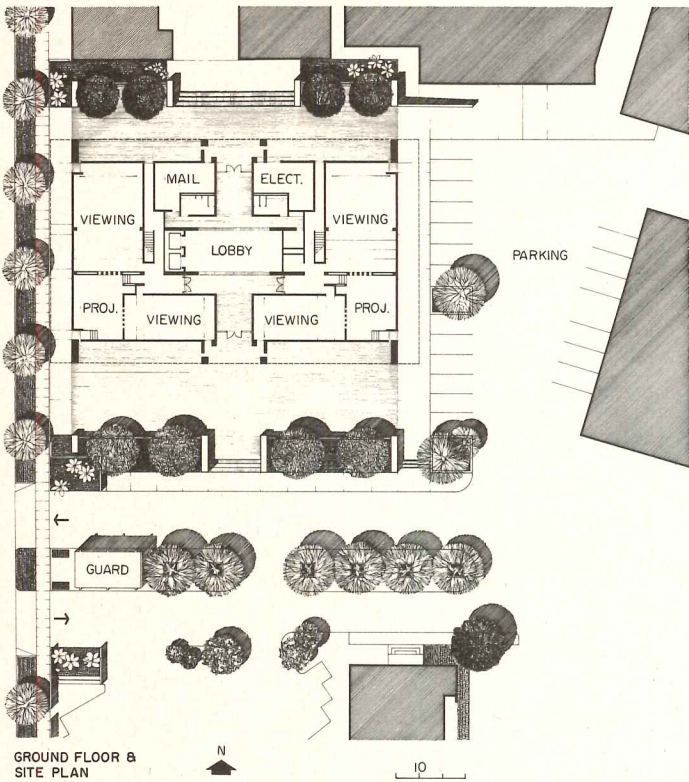 MAIL
ELECT.
VIEWING
VIEWING
LOBBY
PARKING
PROJ.
VIEWING
VIEWING
PROJ.
GUARD
GROUND FLOOR &
SITE PLAN
N
10